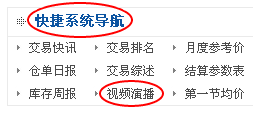 快捷系统导航
交易快讯 交易排名 月度参考价
仓单日报 交易综述 结算参数表
库存周报 视频演播 第一节均价